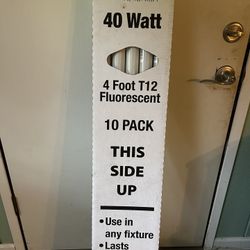 40 Watt
4 Foot T12
Fluorescent
10 PACK
THIS
SIDE
UP
• Use in
any fixture
• Lasts